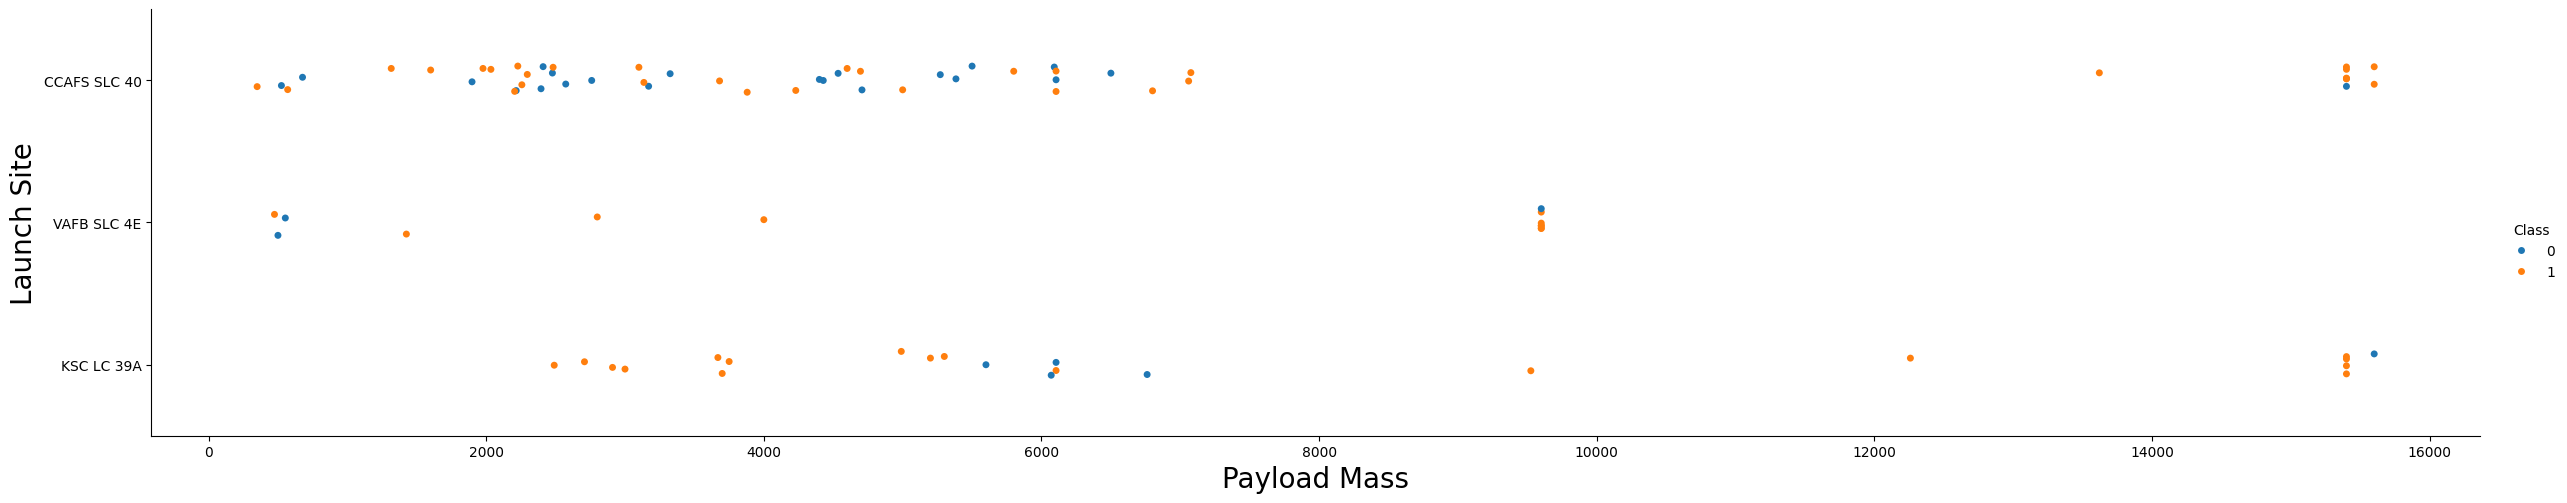 Launch Site
CCAFS SLC 40
VAFB SLC 4E
KSC LC 39A
0 2000 4000 6000 8000 10000 12000 14000 16000
Payload Mass
Class
0
1